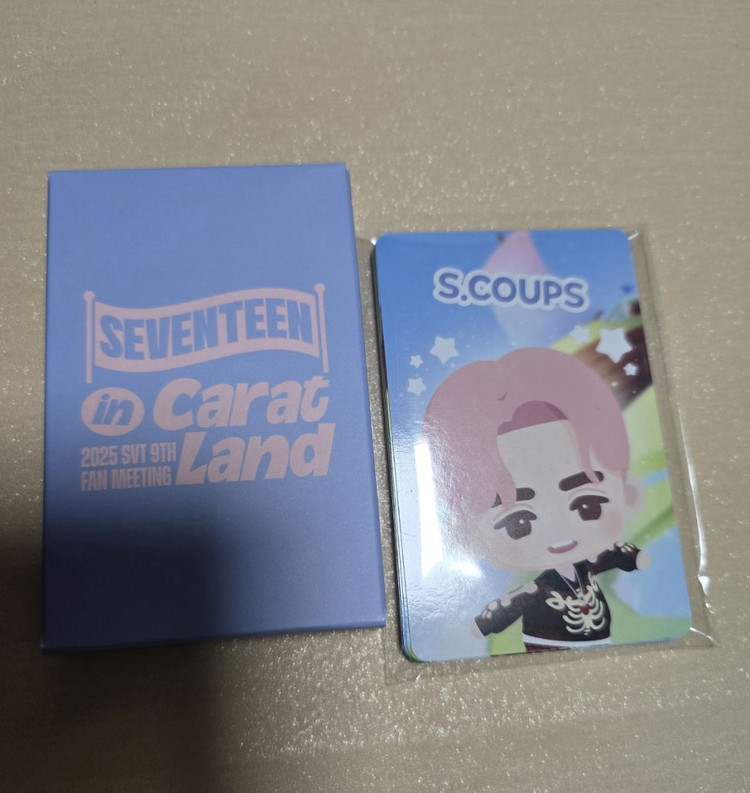 SEVENTEEN
in Carat
2025 SVT 9TH
FAN MEETING
Land
S.COUPS